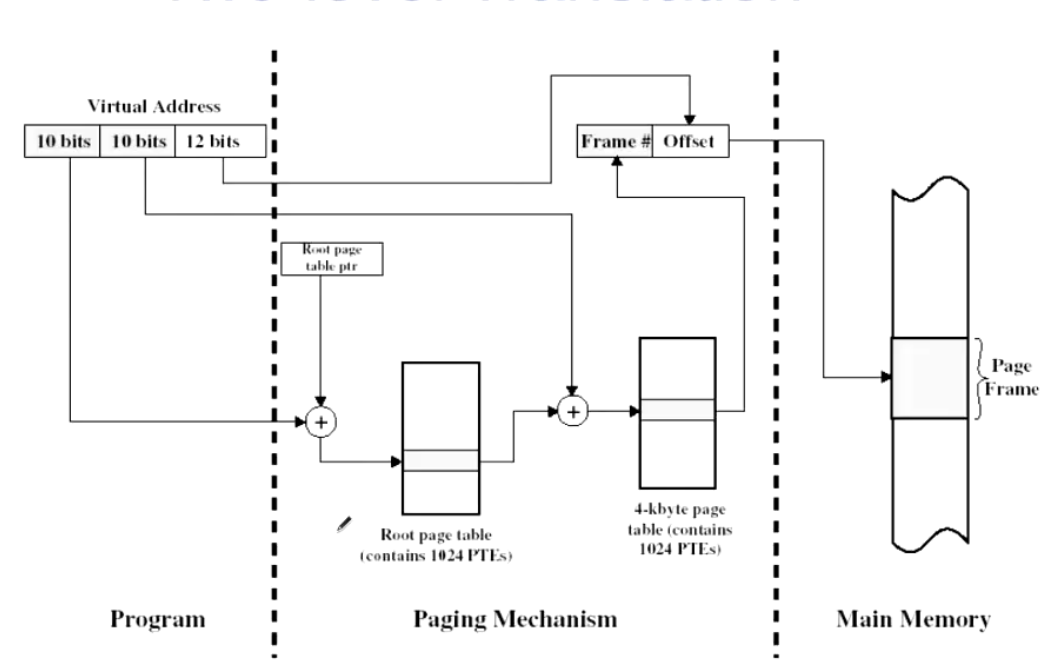 Virtual Address
10 bits 10 bits 12 bits
Frame # Offset
Root page
table ptr
+
+
Page
Frame
Root page table
(contains 1024 PTEs)
4-kbyte page
table (contains
1024 PTEs)
Program
Paging Mechanism
Main Memory